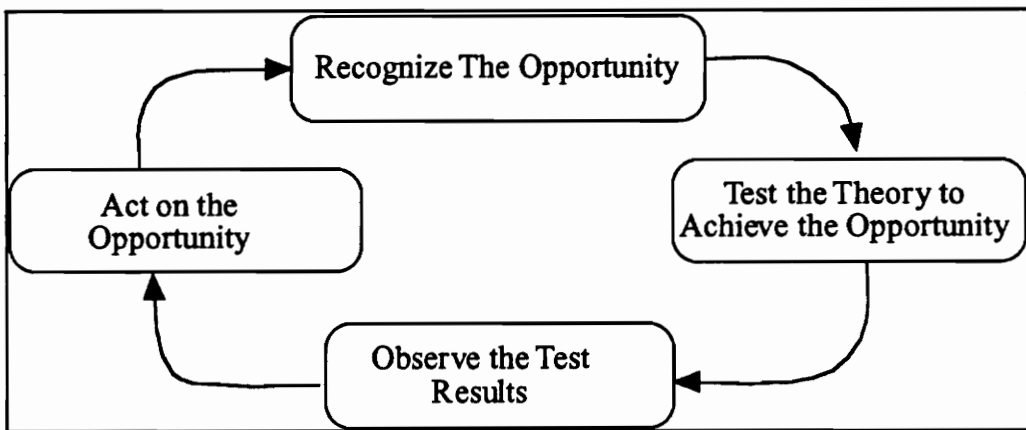 Recognize The Opportunity
Test the Theory to
Achieve the Opportunity
Observe the Test
Results
Act on the
Opportunity